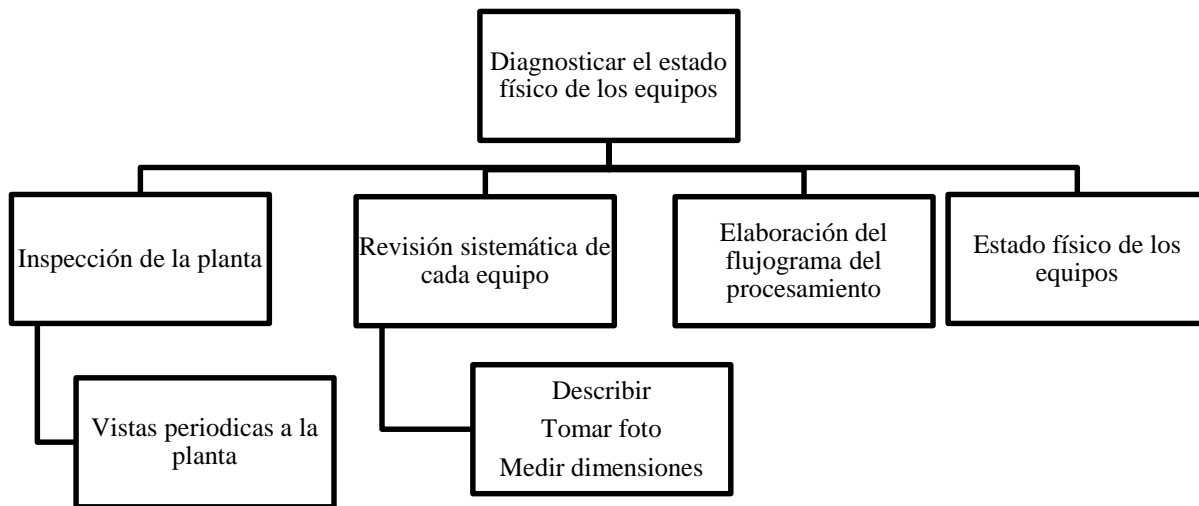 Diagnosticar el estado
físico de los equipos
Inspección de la planta
Revisión sistemática de
cada equipo
Elaboración del
flujograma del
procesamiento
Estado físico de los
equipos
Vistas periodicas a la
planta
Describir
Tomar foto
Medir dimensiones